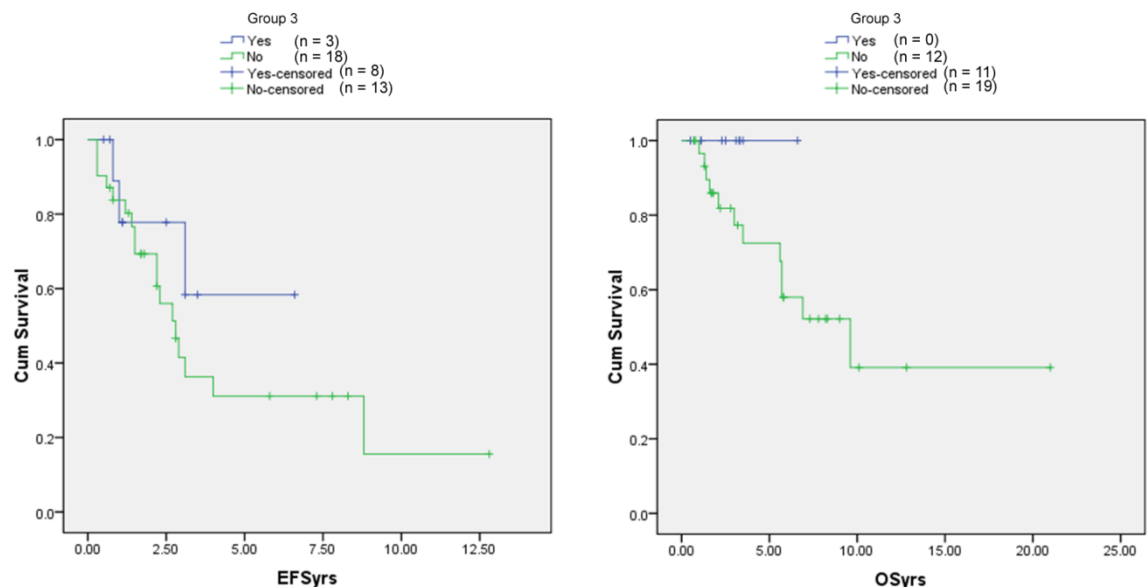 Group 3
Yes (n = 3)
No (n = 18)
Yes-censored (n = 8)
No-censored (n = 13)
Cum Survival
1.0
0.8
0.6
0.4
0.2
0.0
0.00 2.50 5.00 7.50 10.00 12.50
EFSyrs
Group 3
Yes (n = 0)
No (n = 12)
Yes-censored (n = 11)
No-censored (n = 19)
Cum Survival
1.0
0.8
0.6
0.4
0.2
0.0
0.00 5.00 10.00 15.00 20.00 25.00
OSyrs